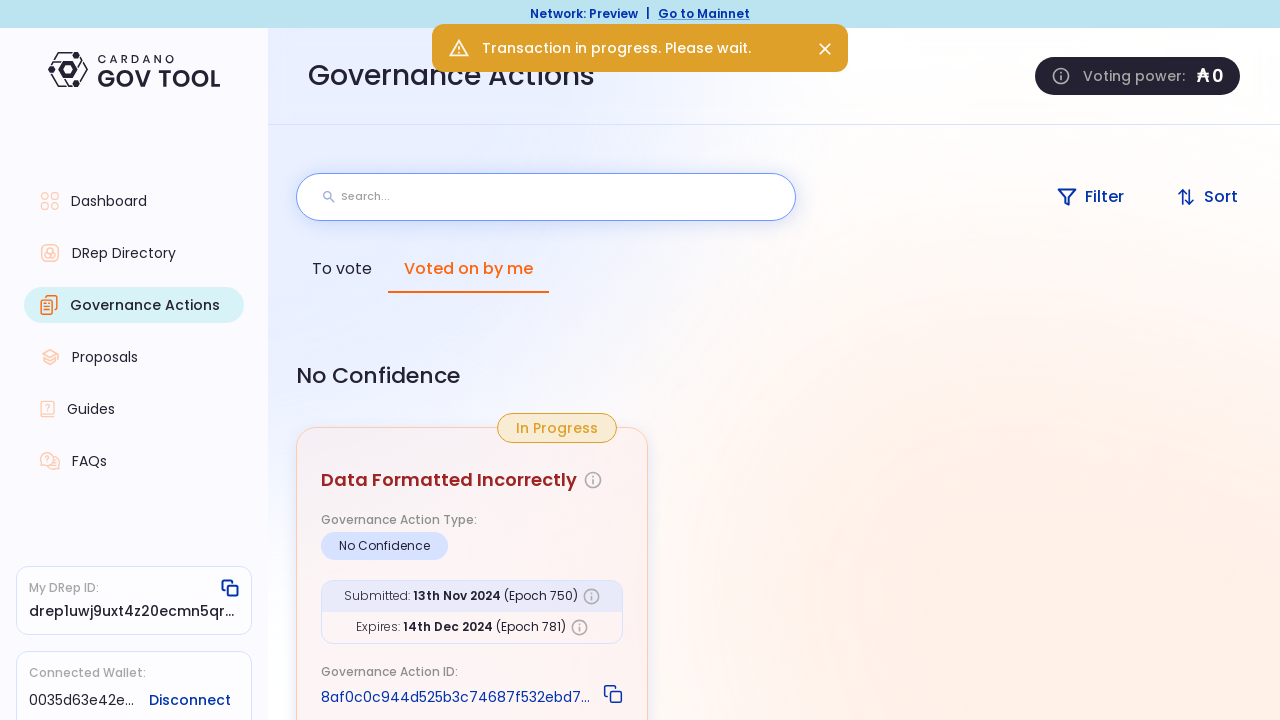 Network: Preview | Go to Mainnet
Transaction in progress. Please wait.
CARDANO
GOV TOOL
Governance Actions
Voting power: ₳0
Search...
Filter
Sort
Dashboard
DRep Directory
Governance Actions
Proposals
Guides
FAQs
To vote
Voted on by me
No Confidence
In Progress
Data Formatted Incorrectly
Governance Action Type:
No Confidence
Submitted: 13th Nov 2024 (Epoch 750)
Expires: 14th Dec 2024 (Epoch 781)
Governance Action ID:
8af0c0c944d525b3c74687f532ebd7...
My DRep ID:
drep1uwj9uxt4z20ecmn5qr...
Connected Wallet:
0035d63e42e... Disconnect